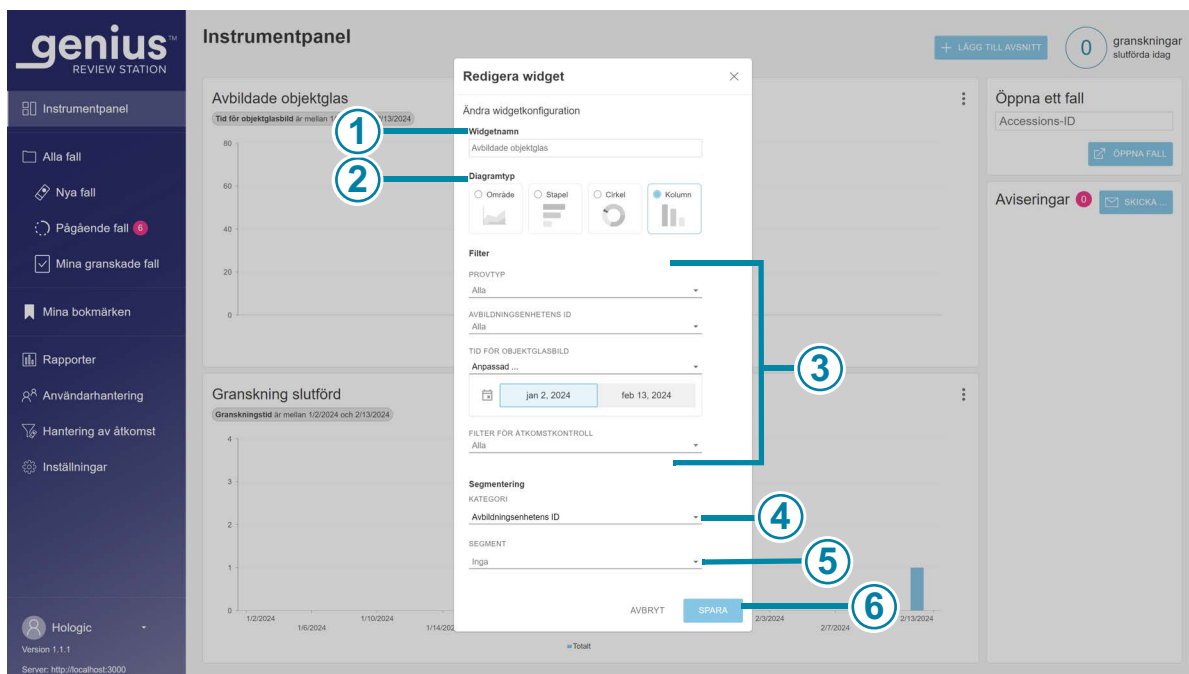 genius™
REVIEW STATION
Instrumentpanel
Alla fall
Nya fall
Pågående fall 6
Mina granskade fall
Mina bokmärken
Rapporter
Användarhantering
Hantering av åtkomst
Inställningar
Hologic
Version 1.1.1
Server: http://localhost:3000
Instrumentpanel
+ LÄGG TILL AVSNITT
0 granskningar
slutförda idag
Avbildade objektglas
Tid för objektglasbild är mellan 1/ /13/2024
80
60
40
20
0
Granskning slutförd
Granskningstid är mellan 1/2/2024 och 2/13/2024
4
3
2
1
0
1/2/2024
1/6/2024
1/10/2024
1/14/202
2/3/2024
2/7/2024
2/13/2024
Totalt
Redigera widget
Ändra widgetkonfiguration
Widgetnamn
Avbildade objektglas
Diagramtyp
Område Stapel Cirkel Kolumn
Filter
PROVTYP
Alla
AVBILDNINGSENHETENS ID
Alla
TID FÖR OBJEKTGLASBILD
Anpassad ...
jan 2, 2024 feb 13, 2024
FILTER FÖR ÅTKOMSTKONTROLL
Alla
Segmentering
KATEGORI
Avbildningsenhetens ID
SEGMENT
Inga
AVBRYT SPARA
1
2
3
4
5
6
Öppna ett fall
Accessions-ID
ÖPPNA FALL
Aviseringar 0 SKICKA ...